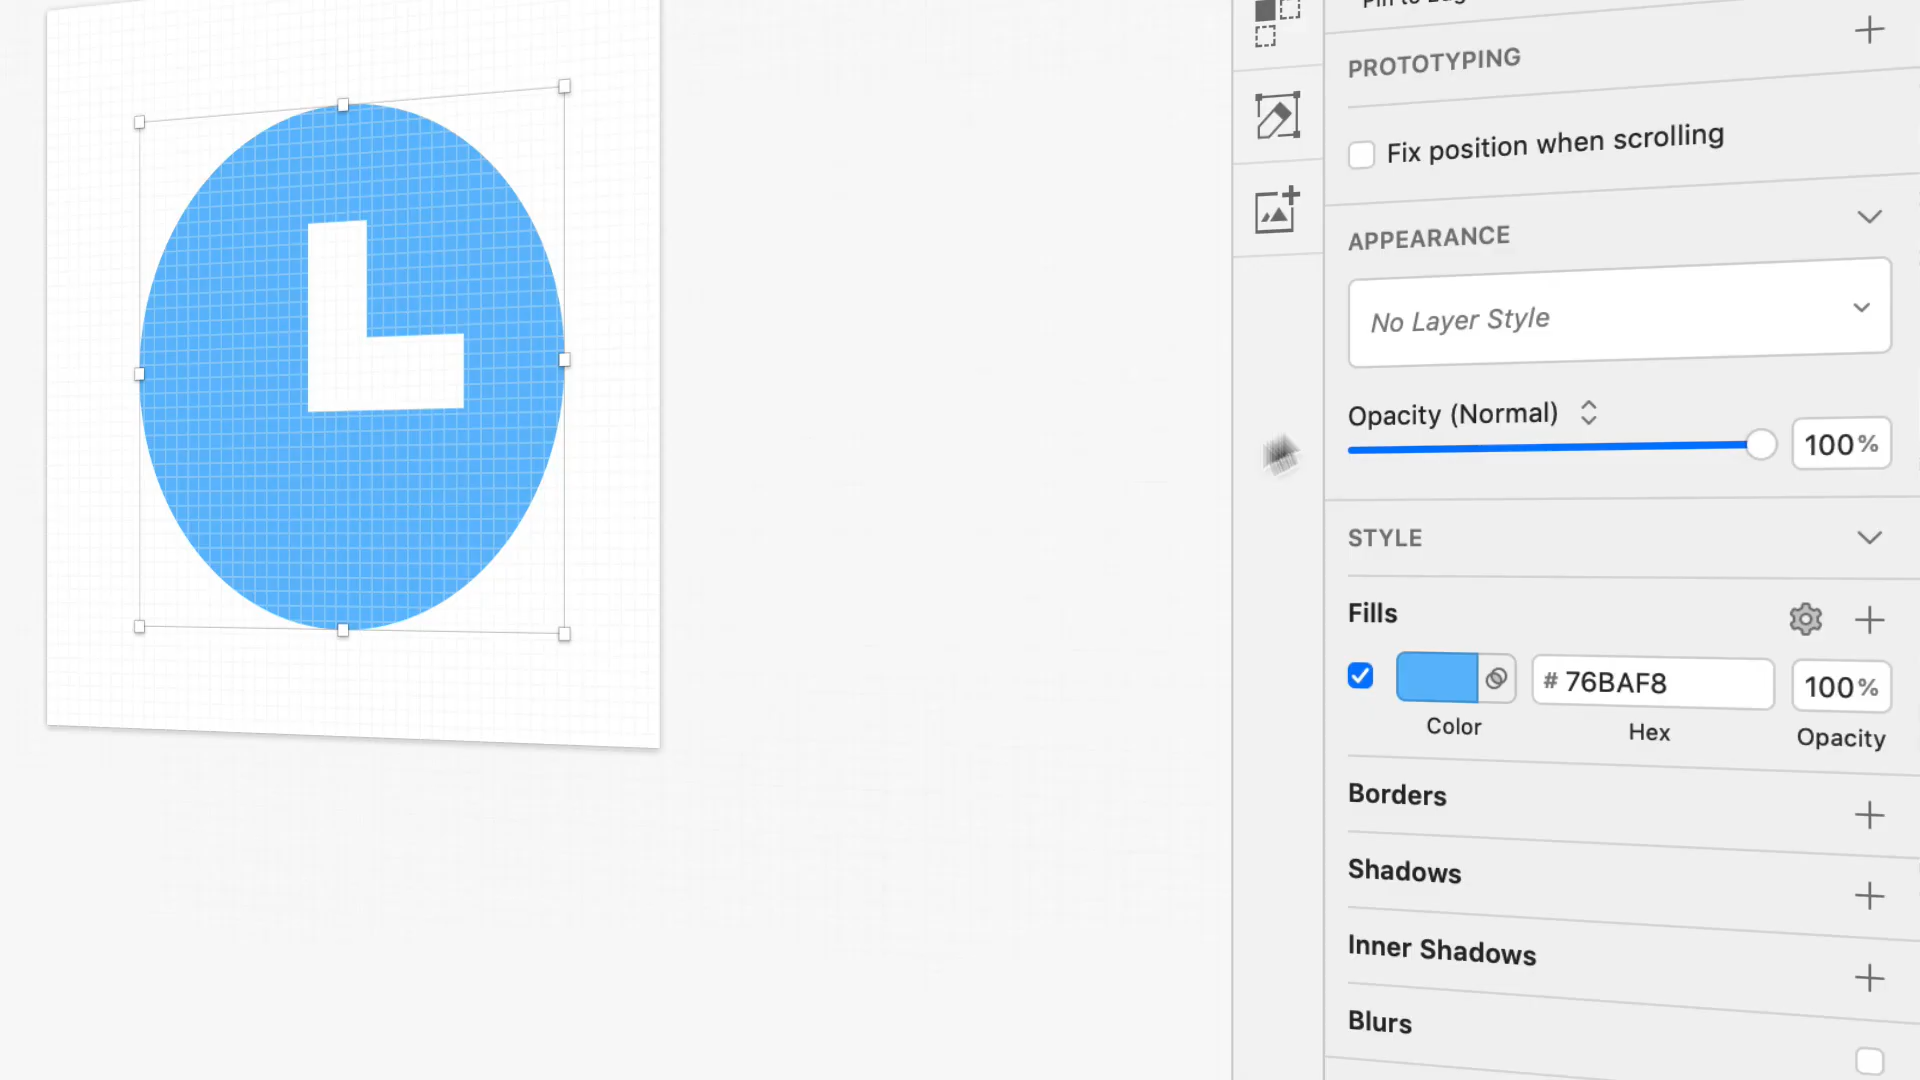 PROTOTYPING
Fix position when scrolling
APPEARANCE
No Layer Style
Opacity (Normal)
100%
STYLE
Fills
# 76BAF8
100%
Color
Hex
Opacity
Borders
Shadows
Inner Shadows
Blurs